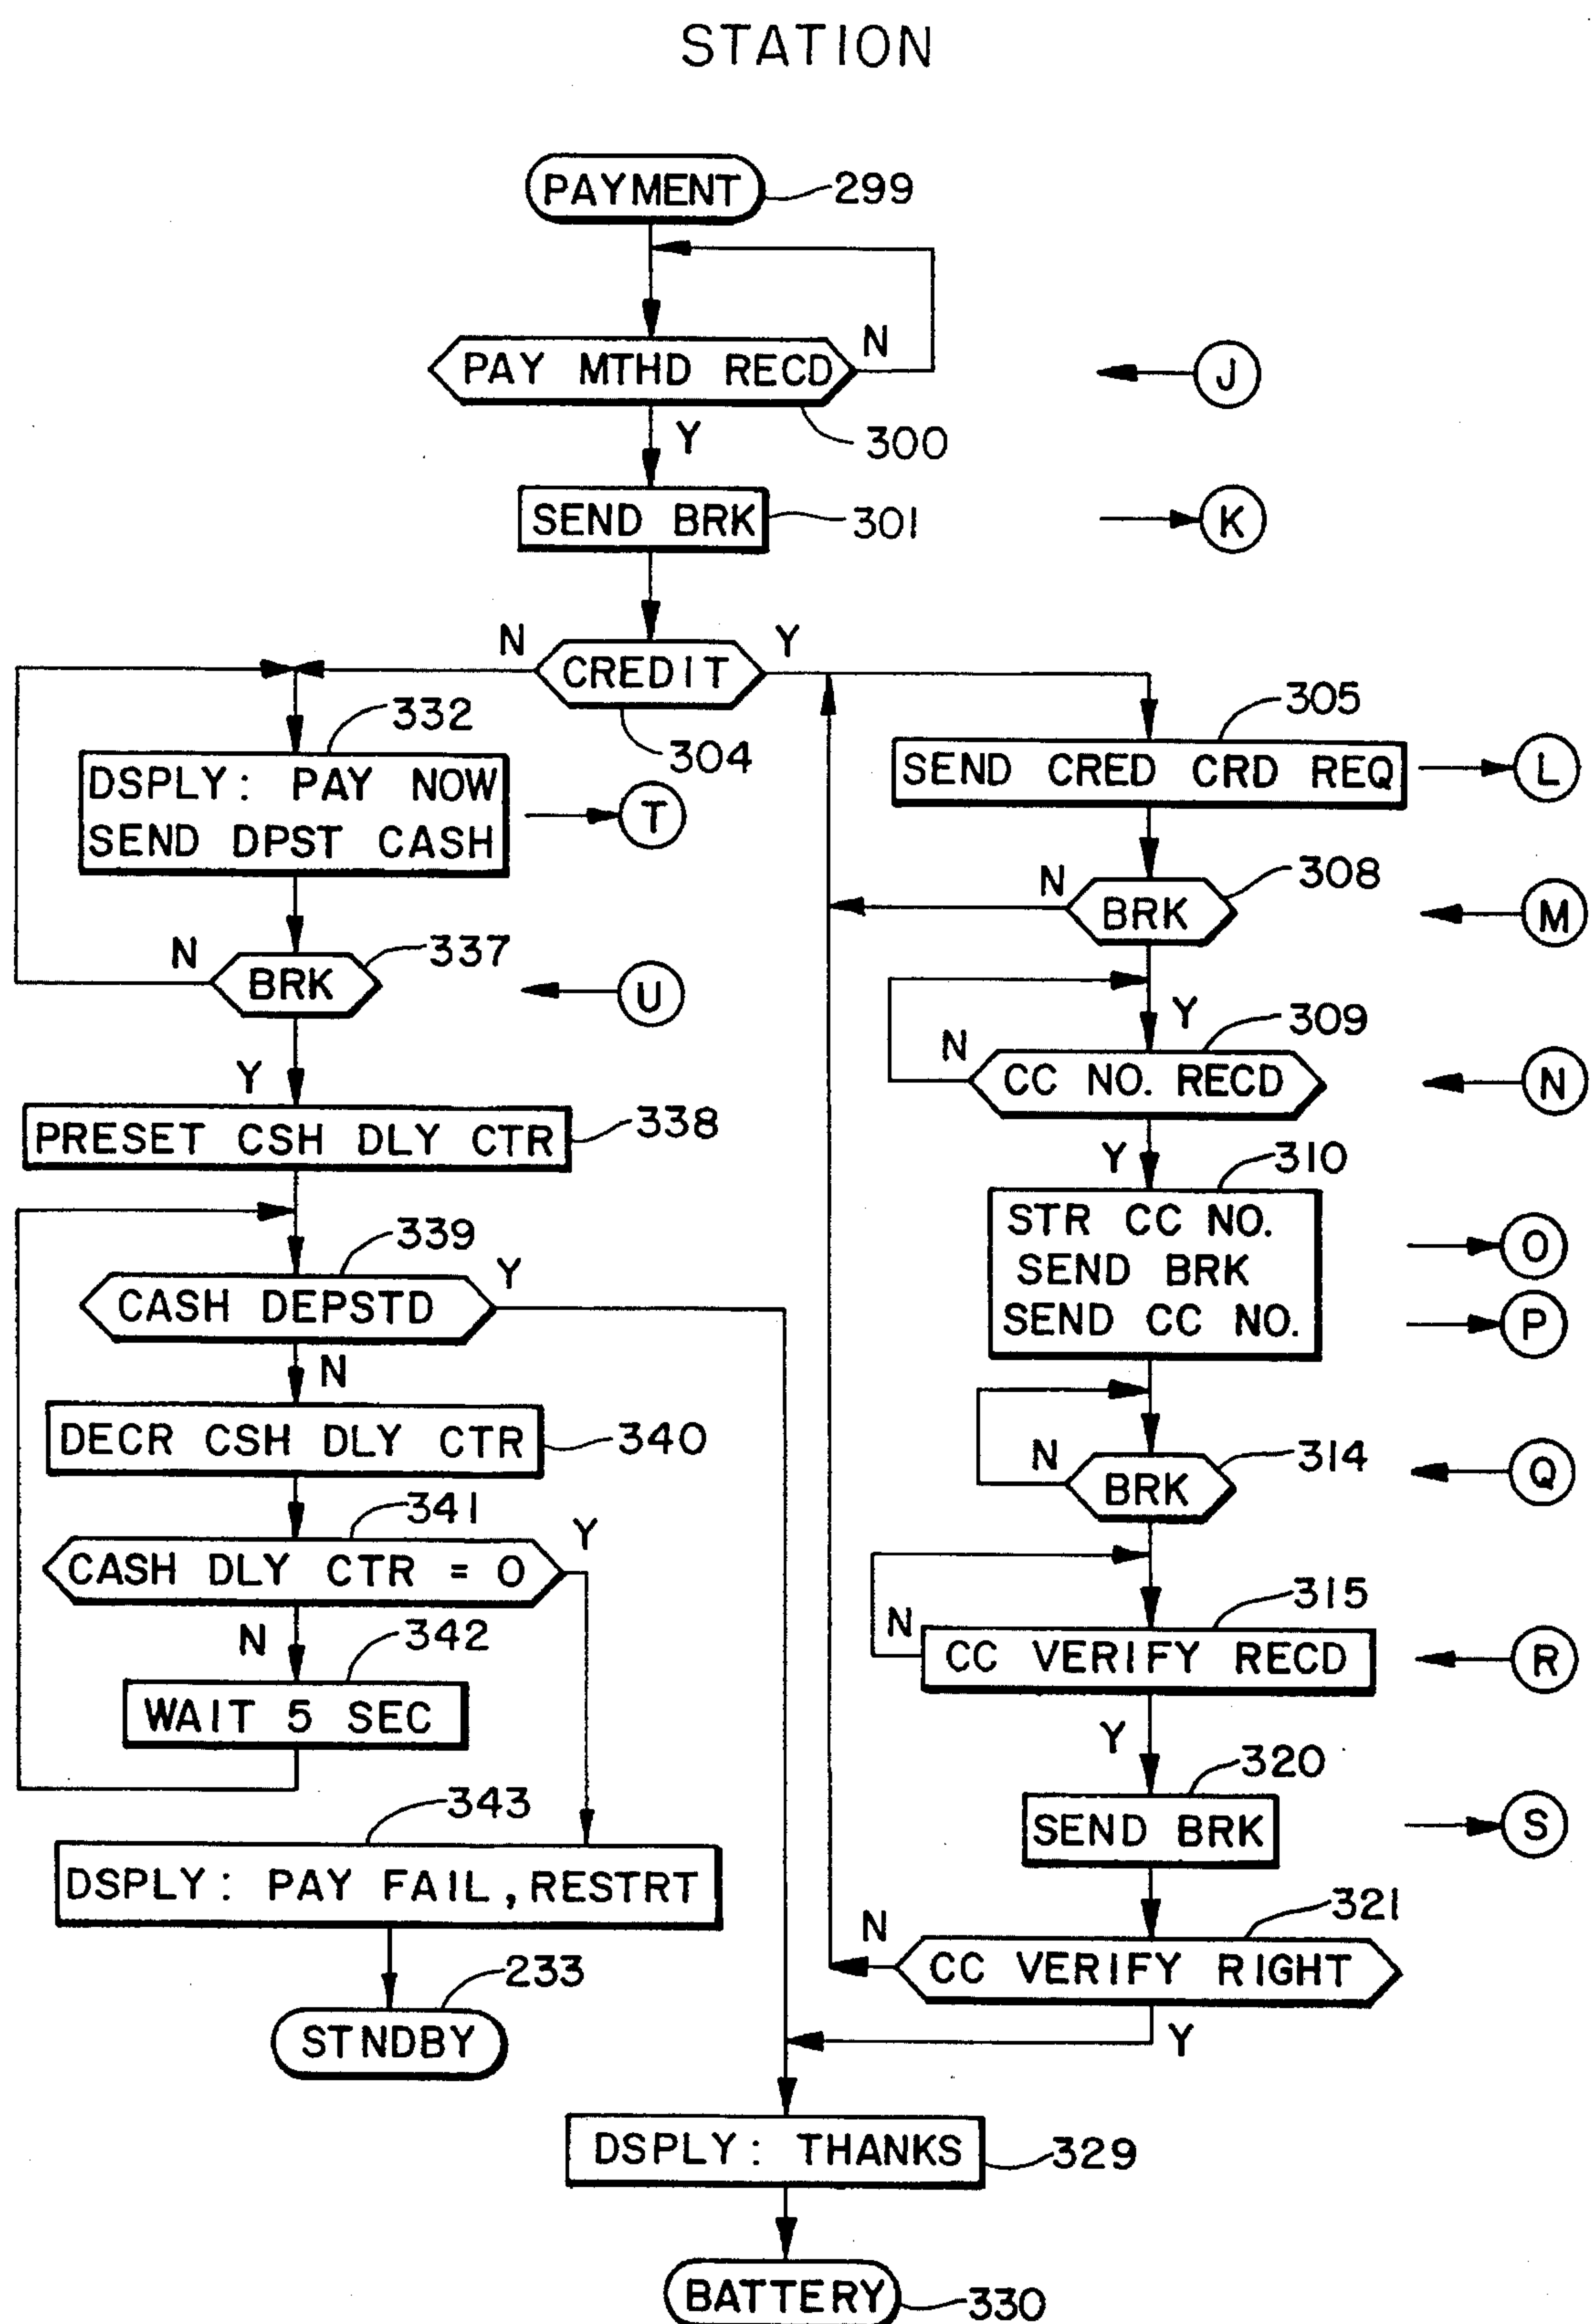 STATION
PAYMENT 299
PAY MTHD RECD N
J
Y 300
SEND BRK 301
K
N CREDIT Y
304
332
DSPLY: PAY NOW
SEND DPST CASH
T
N BRK 337
U
Y
PRESET CSH DLY CTR 338
339
CASH DEPSTD Y
N
DECR CSH DLY CTR 340
341
CASH DLY CTR = 0 Y
N 342
WAIT 5 SEC
343
DSPLY: PAY FAIL, RESTRT
233
STNDBY
305
SEND CRED CRD REQ
L
N BRK 308
M
Y 309
N CC NO. RECD
N
Y 310
STR CC NO.
SEND BRK
SEND CC NO.
O
P
N BRK 314
Q
315
N CC VERIFY RECD
R
Y 320
SEND BRK
S
321
N CC VERIFY RIGHT
Y
DSPLY: THANKS 329
BATTERY 330